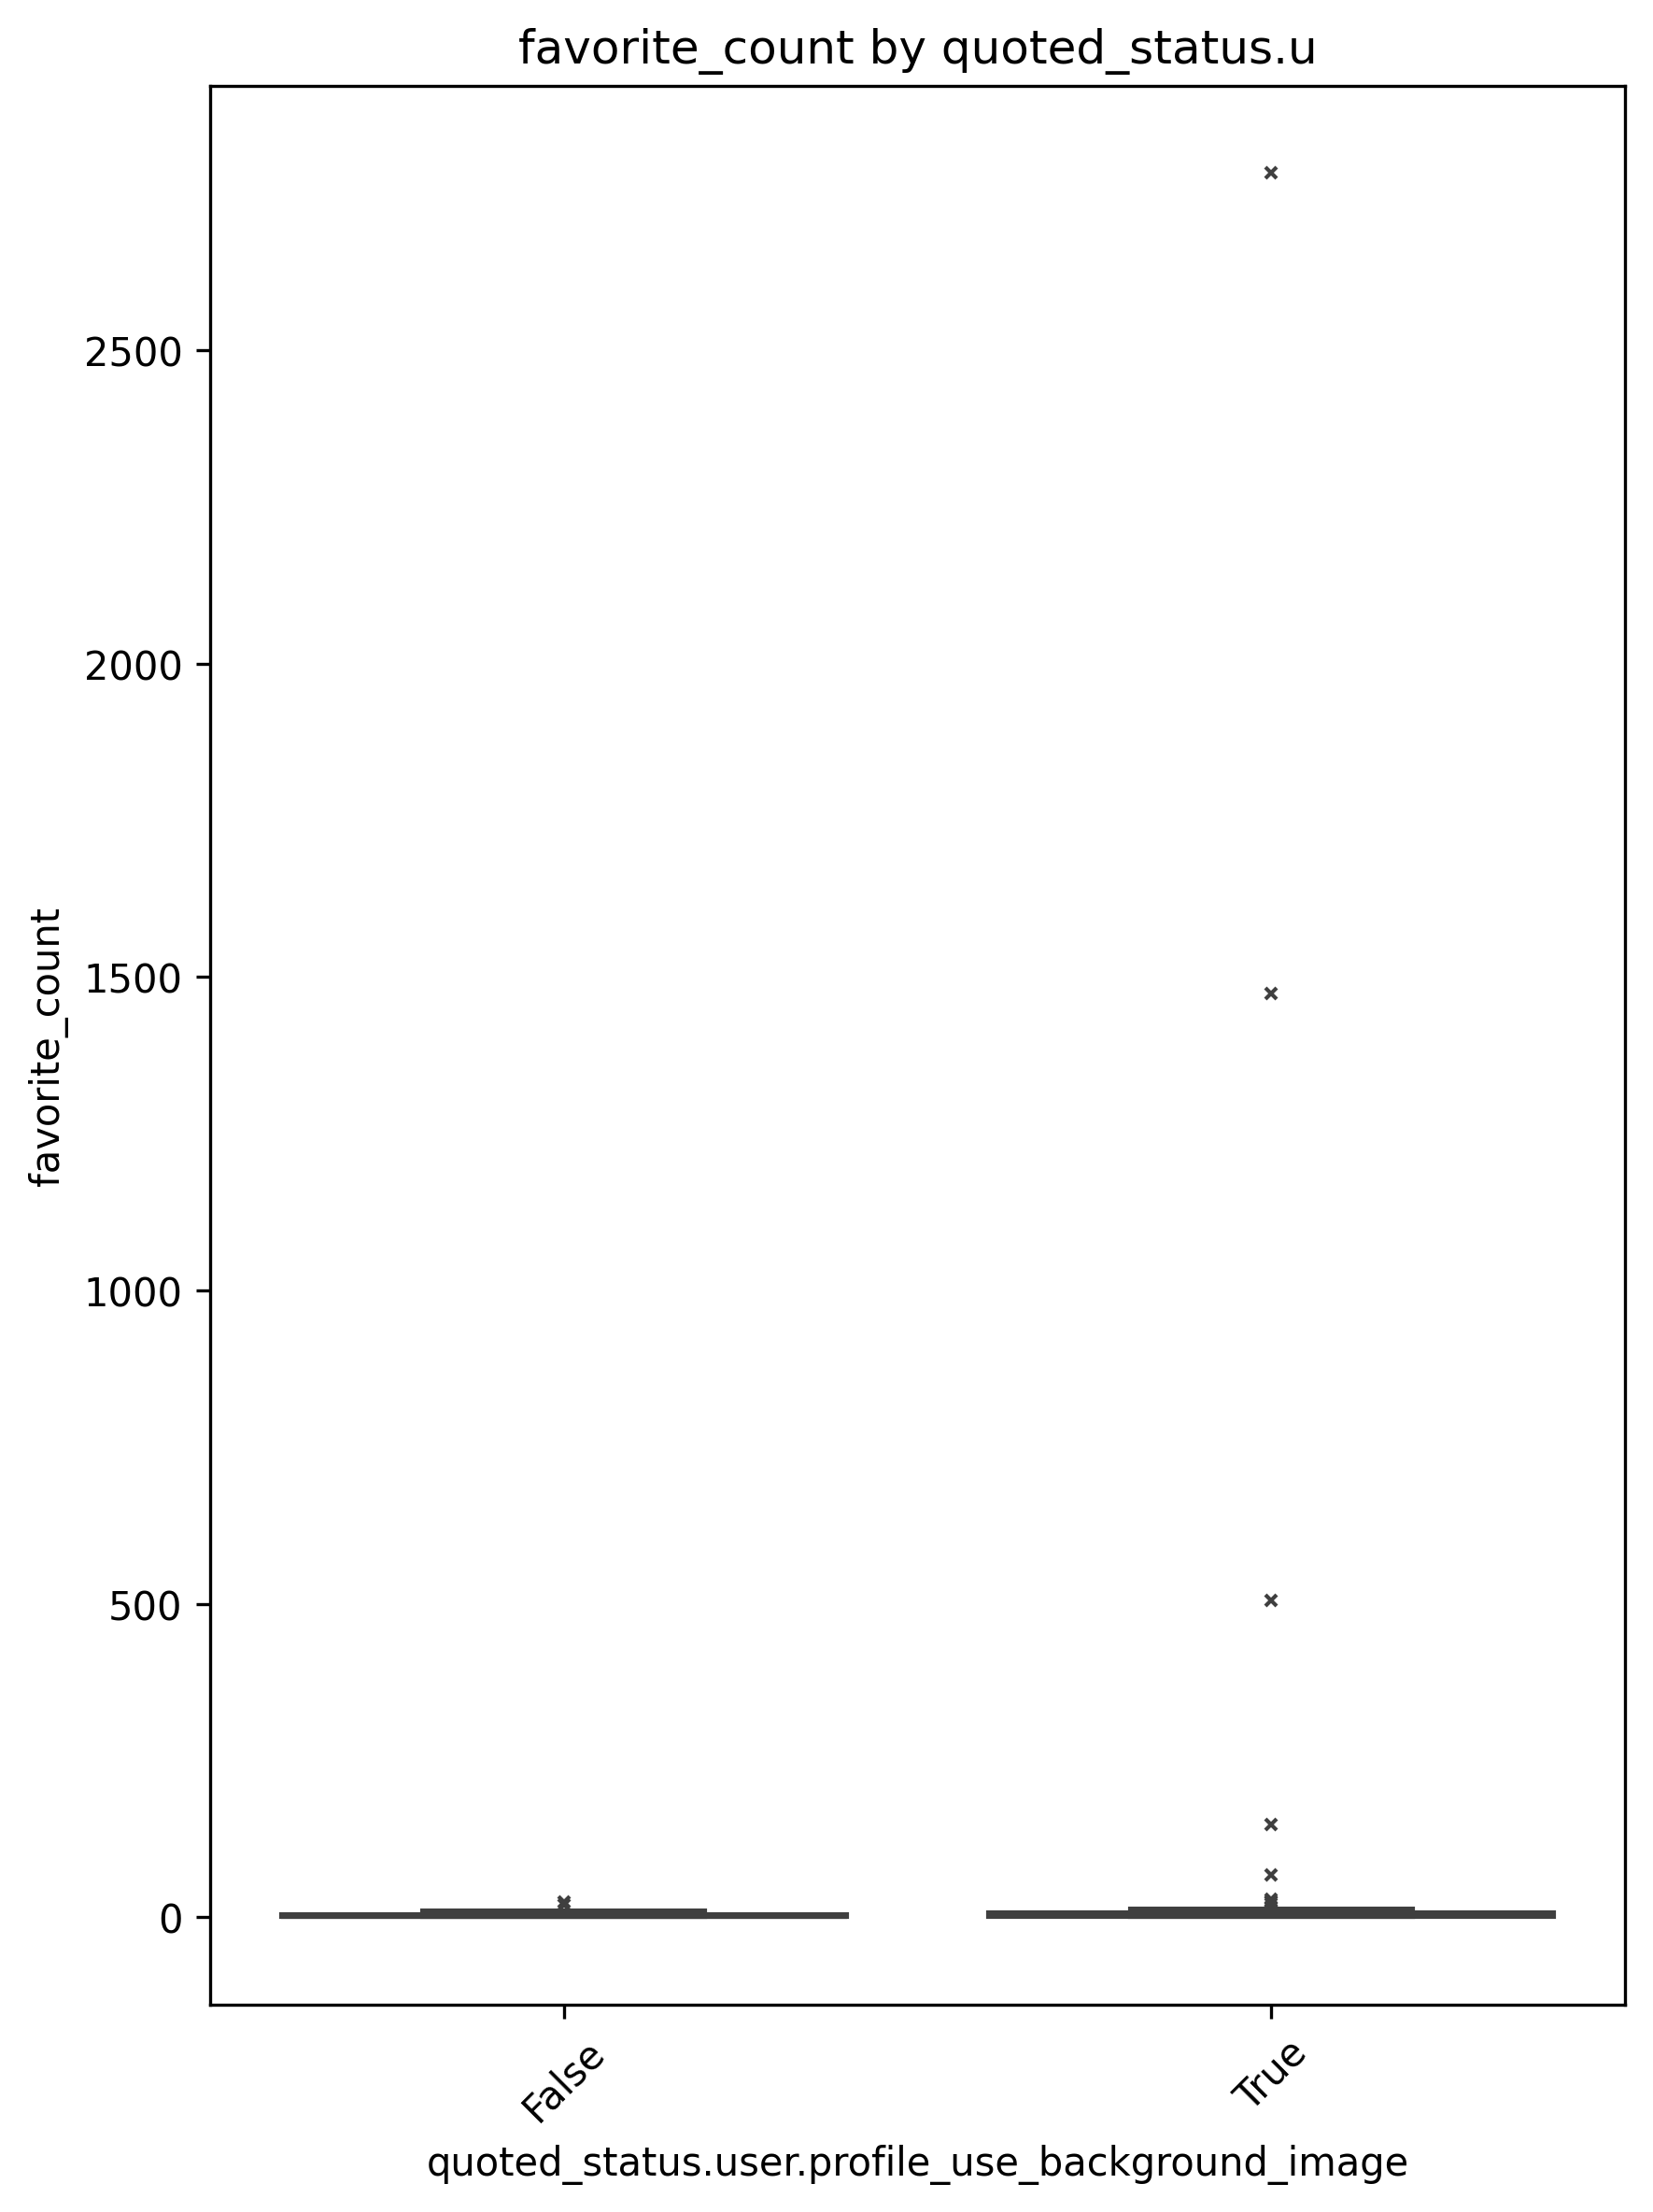 favorite_count by quoted_status.u
favorite_count
2500
2000
1500
1000
500
0
False
True
quoted_status.user.profile_use_background_image